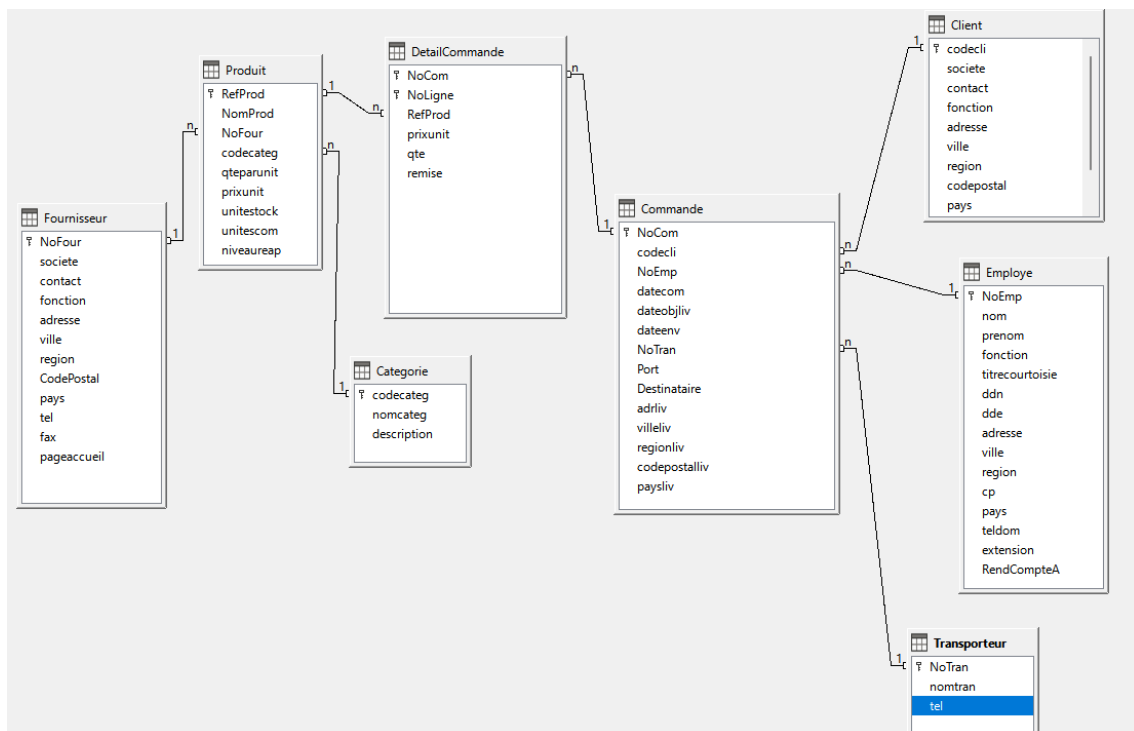 Fournisseur
NoFour
societe
contact
fonction
adresse
ville
region
CodePostal
pays
tel
fax
pageaccueil
1
n
Produit
RefProd
NomProd
NoFour
codecateg
qteparunit
prixunit
unitestock
unitescom
niveaureap
1
n
n
1
DetailCommande
NoCom
NoLigne
RefProd
prixunit
qte
remise
n
1
Categorie
codecateg
nomcateg
description
Commande
NoCom
codecli
NoEmp
datecom
dateobjliv
dateenv
NoTran
Port
Destinataire
adrliv
villeliv
regionliv
codepostalliv
paysliv
n
n
n
1
1
1
Client
codecli
societe
contact
fonction
adresse
ville
region
codepostal
pays
Employe
NoEmp
nom
prenom
fonction
titrecourtoisie
ddn
dde
adresse
ville
region
cp
pays
teldom
extension
RendCompteA
Transporteur
NoTran
nomtran
tel